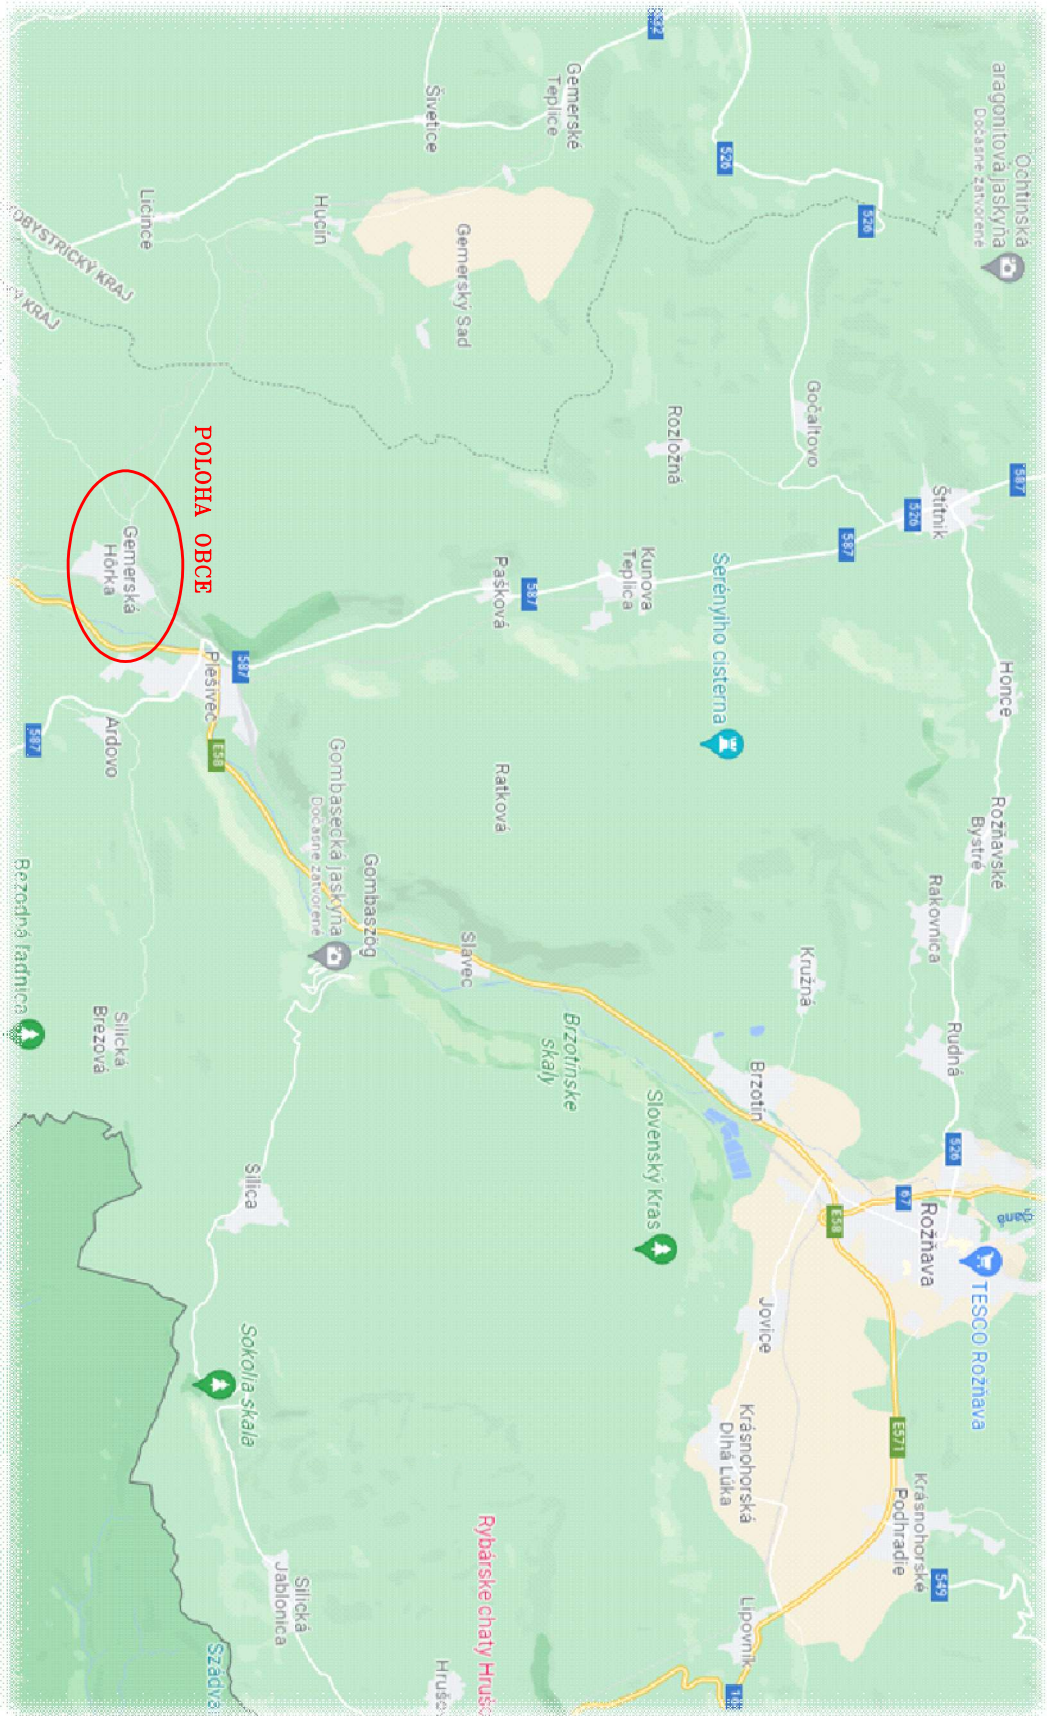 Ochtinská
aragonitová jaskyňa
Dočasne zatvorené
587
Štítnik
526
Honce
Rožňavské
Bystré
Rakovnica
Rudná
526
67
Rožňava
TESCO Rožňava
E571
Krásnohorské
Podhradie
549
526
526
Gočaltovo
587
Kružná
Brzotín
E58
Jovice
Krásnohorská
Dlhá Lúka
Lipovník
Gemerské
Teplice
Rozložná
Kunova
Teplica
Serényiho cisterna
Slovenský Kras
Brzotínske
skaly
Šivetice
Gemerský Sad
Pašková
587
Ratková
Slavec
Rybárske chaty
Hucín
Gombaszög
Gombasecká jaskyňa
Dočasne zatvorené
Silica
Sokolia skala
Silická
Jablonica
Licince
POLOHA OBCE
587
Plešivec
E58
Gemerská
Hôrka
Ardovo
Silická
Brezová
KRAJ
587
Bezodná ľadnica